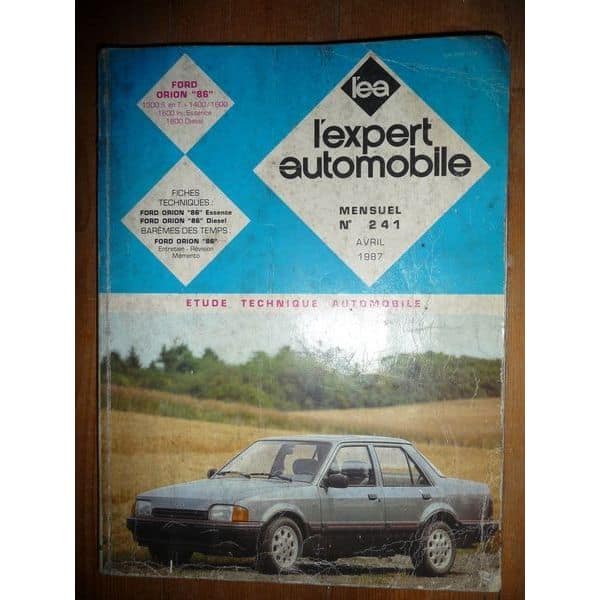 FORD
ORION "86"
1300 S. en T. - 1400/1600
1600 Inj. Essence
1600 Diesel
l'ea
l'expert
automobile
MENSUEL
N° 241
AVRIL
1987
FICHES
TECHNIQUES :
FORD ORION "86" Essence
FORD ORION "86" Diesel
BARÈMES DES TEMPS
FORD ORION "86"
Entretien - Révision
Mémento
ETUDE TECHNIQUE AUTOMOBILE